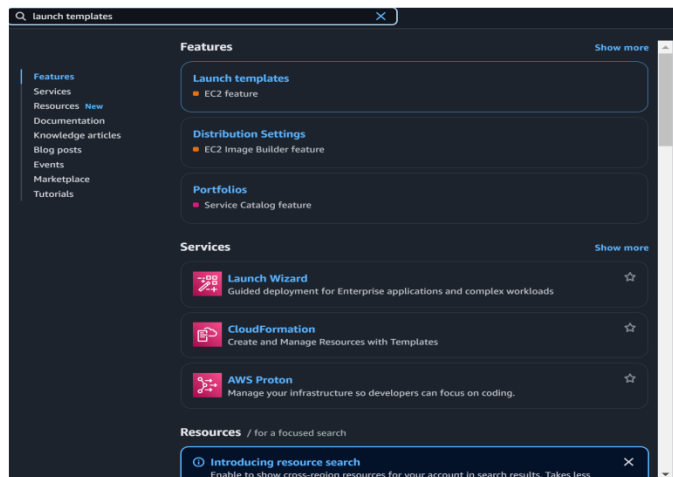 launch templates
Features
Show more
Features
Services
Resources New
Documentation
Knowledge articles
Blog posts
Events
Marketplace
Tutorials
Launch templates
EC2 feature
Distribution Settings
EC2 Image Builder feature
Portfolios
Service Catalog feature
Services
Show more
Launch Wizard
Guided deployment for Enterprise applications and complex workloads
CloudFormation
Create and Manage Resources with Templates
AWS Proton
Manage your infrastructure so developers can focus on coding.
Resources / for a focused search
Introducing resource search
Enable to show cross-region resources for your account in search results. Takes less